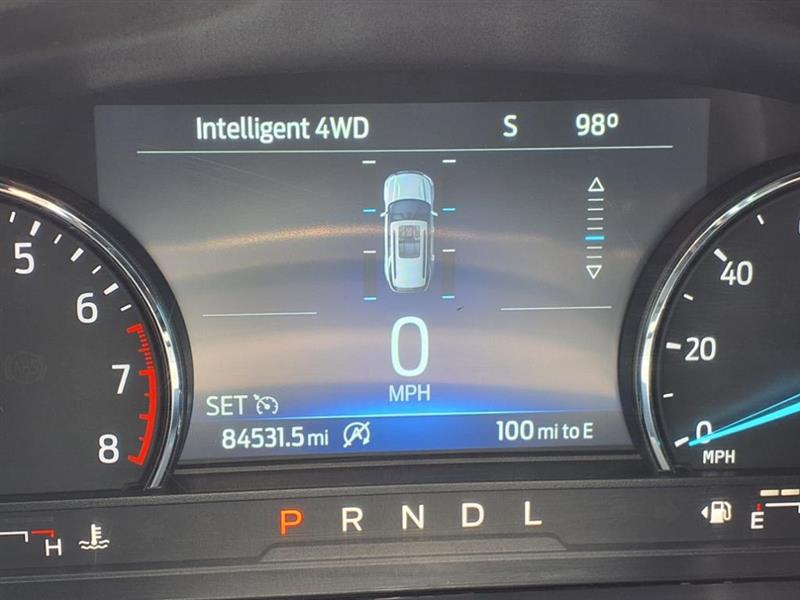 Intelligent 4WD S 98°
5
6
7
8
0
MPH
SET
84531.5 mi 100 mi to E
40
20
0
MPH
P R N D L
H
E